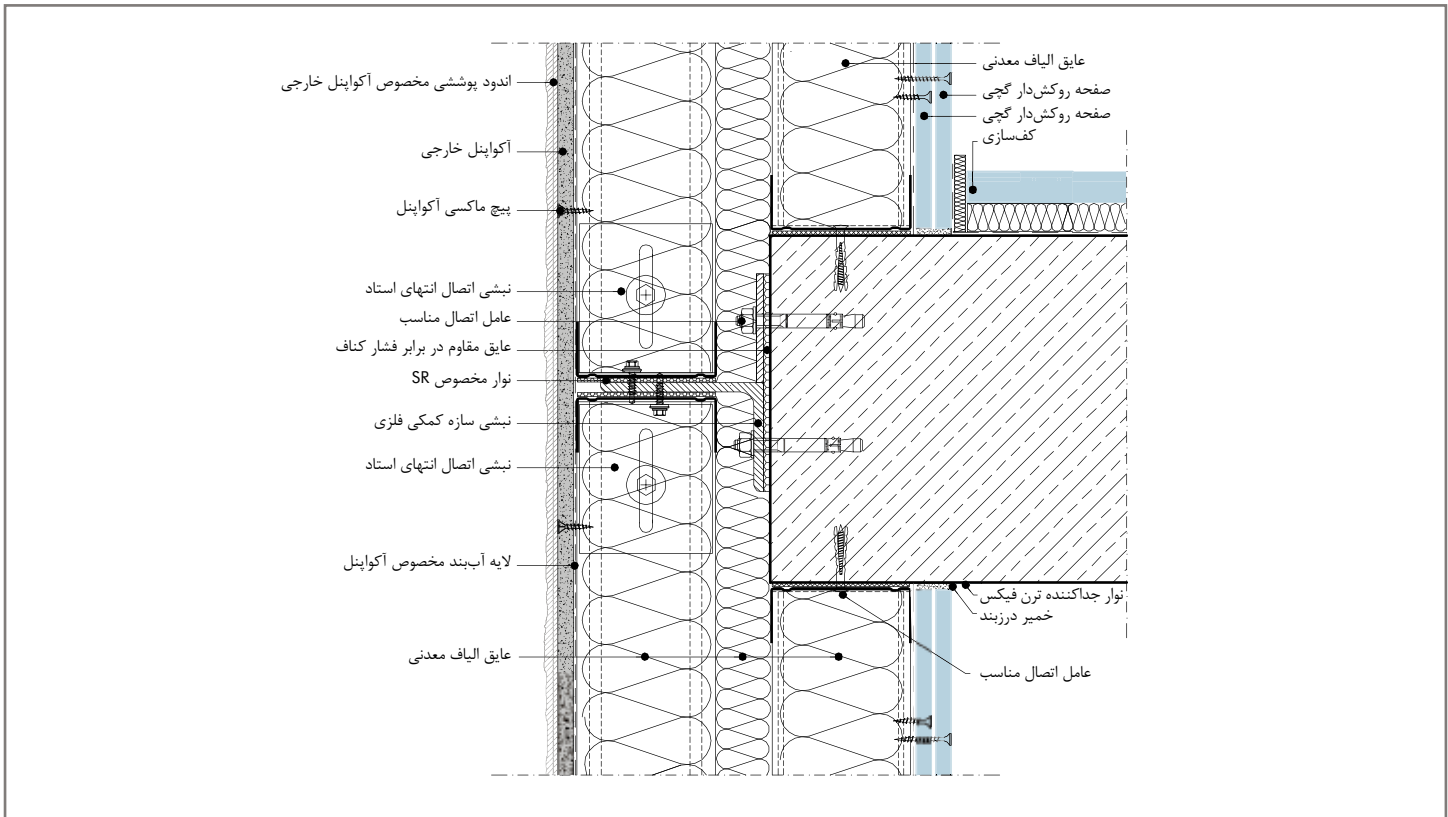 عایق الیاف معدنی
صفحه روکش‌دار گچی
صفحه روکش‌دار گچی
کف‌سازی
نوار جداکننده ترن فیکس
خمیر درزبند
عامل اتصال مناسب
اندود پوششی مخصوص آکواپنل خارجی
آکواپنل خارجی
پیچ ماکسی آکواپنل
نبشی اتصال انتهای استاد
عامل اتصال مناسب
عایق مقاوم در برابر فشار کناف
نوار مخصوص SR
نبشی سازه کمکی فلزی
نبشی اتصال انتهای استاد
لایه آب‌بند مخصوص آکواپنل
عایق الیاف معدنی